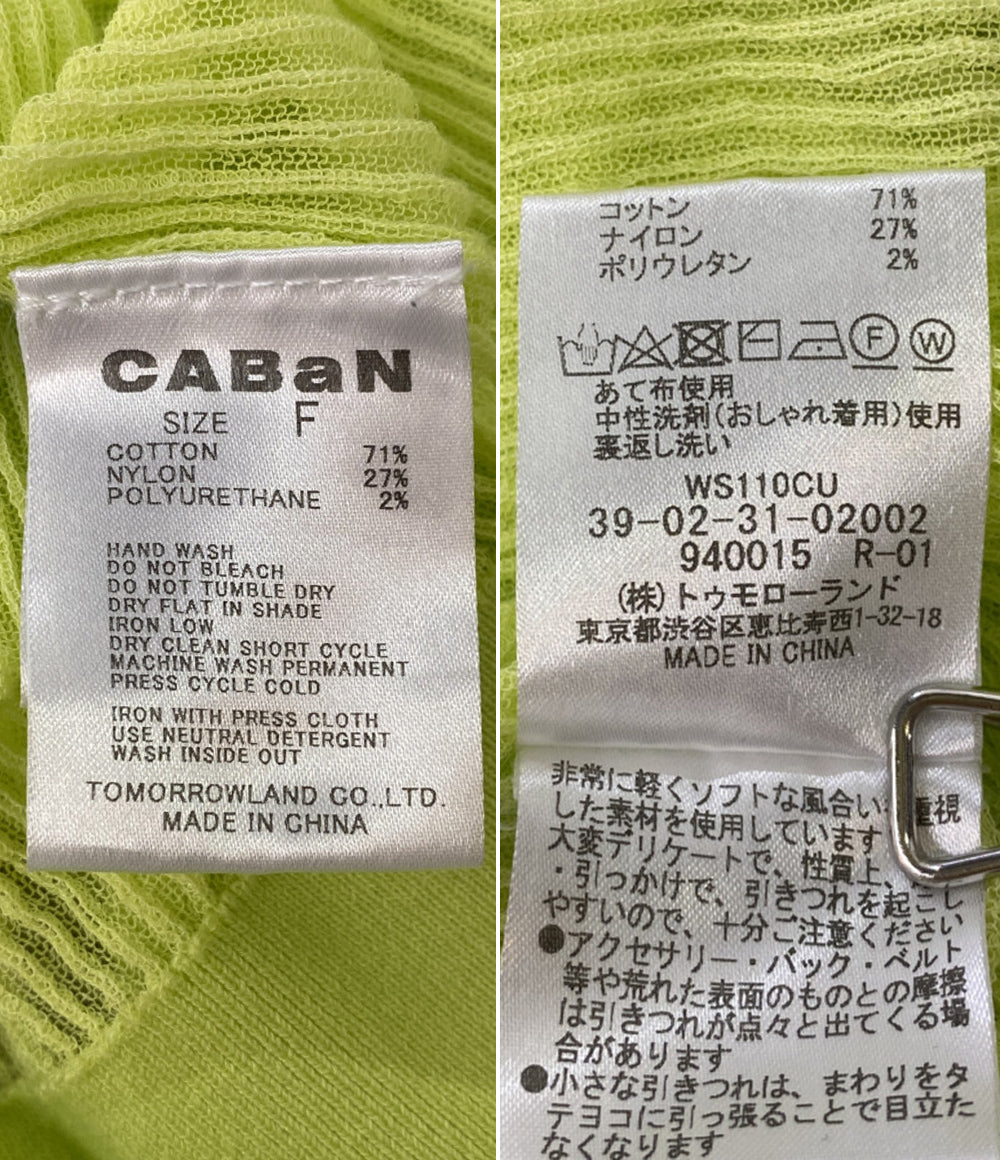 CABaN
SIZE F
COTTON 71%
NYLON 27%
POLYURETHANE 2%
HAND WASH
DO NOT BLEACH
DO NOT TUMBLE DRY
DRY FLAT IN SHADE
IRON LOW
DRY CLEAN SHORT CYCLE
MACHINE WASH PERMANENT
PRESS CYCLE COLD
IRON WITH PRESS CLOTH
USE NEUTRAL DETERGENT
WASH INSIDE OUT
TOMORROWLAND CO.,LTD.
MADE IN CHINA
コットン 71%
ナイロン 27%
ポリウレタン 2%
F W
あて布使用
中性洗剤(おしゃれ着用)使用
裏返し洗い
WS110CU
39-02-31-02002
940015 R-01
(株)トゥモローランド
東京都渋谷区恵比寿西1-32-18
MADE IN CHINA
非常に軽くソフトな風合い 重視
した素材を使用しています
大変デリケートで、性質上、
・引っかけで、引きつれを起こし
やすいので、十分ご注意ください
●アクセサリー・バック・ベルト
等や荒れた表面のものとの摩擦
は引きつれが点々と出てくる場
合があります
●小さな引きつれは、まわりをタ
テヨコに引っ張ることで目立た
なくなります